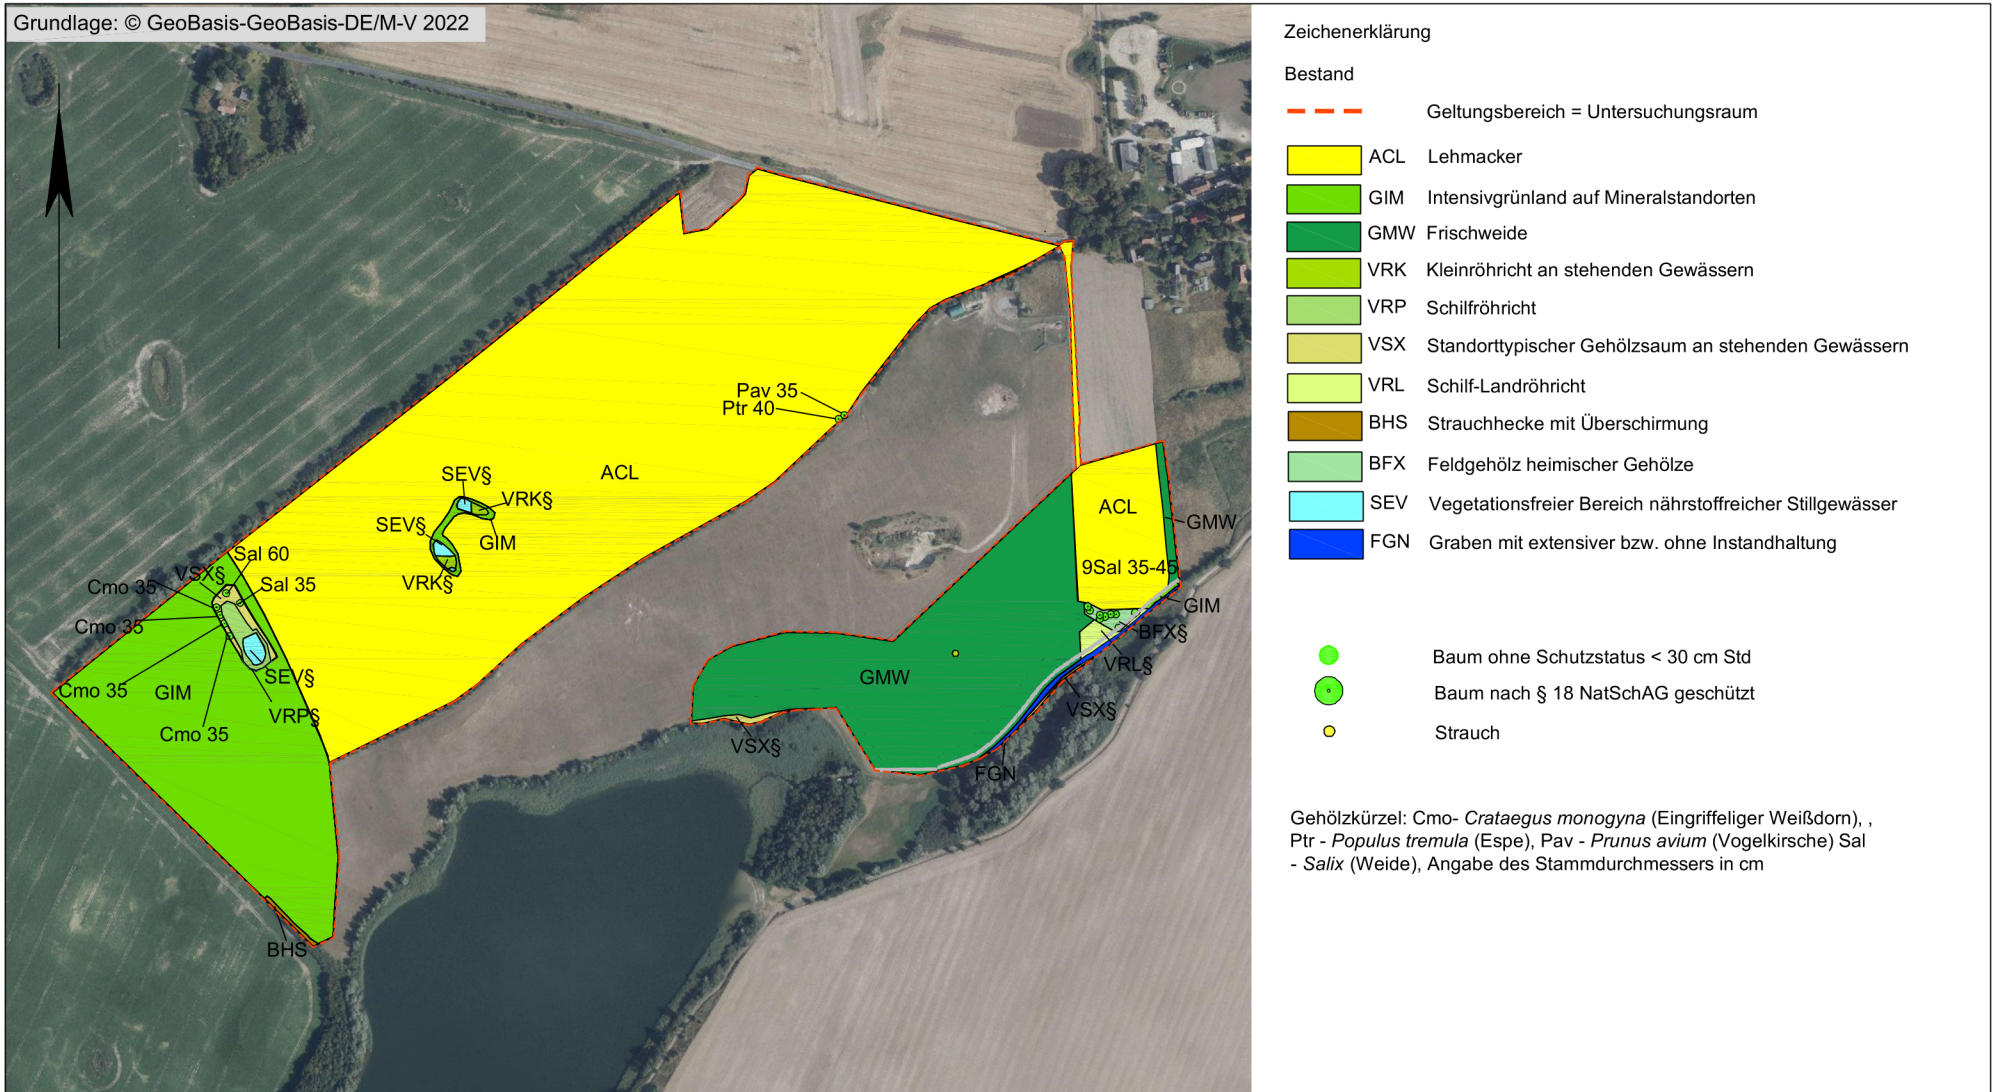 Grundlage: © GeoBasis-GeoBasis-DE/M-V 2022
Pav 35
Ptr 40
ACL
SEV§
VRK§
SEV§
GIM
VRK§
Sal 60
VSX§
Cmo 35
Sal 35
Cmo 35
SEV§
Cmo 35
GIM
VRP§
Cmo 35
BHS
ACL
GMW
9Sal 35-45
GIM
BFX§
VRL§
GMW
VSX§
VSX§
FGN
Zeichenerklärung
Bestand
Geltungsbereich = Untersuchungsraum
ACL Lehmacker
GIM Intensivgrünland auf Mineralstandorten
GMW Frischweide
VRK Kleinröhricht an stehenden Gewässern
VRP Schilfröhricht
VSX Standorttypischer Gehölzsaum an stehenden Gewässern
VRL Schilf-Landröhricht
BHS Strauchhecke mit Überschirmung
BFX Feldgehölz heimischer Gehölze
SEV Vegetationsfreier Bereich nährstoffreicher Stillgewässer
FGN Graben mit extensiver bzw. ohne Instandhaltung
Baum ohne Schutzstatus < 30 cm Std
Baum nach § 18 NatSchAG geschützt
Strauch
Gehölzkürzel: Cmo- Crataegus monogyna (Eingriffeliger Weißdorn), ,
Ptr - Populus tremula (Espe), Pav - Prunus avium (Vogelkirsche) Sal
- Salix (Weide), Angabe des Stammdurchmessers in cm